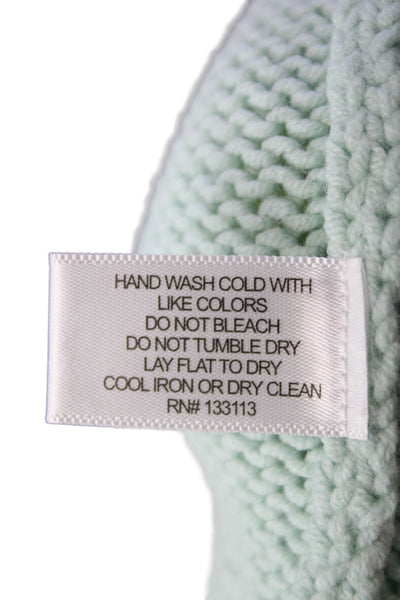 HAND WASH COLD WITH
LIKE COLORS
DO NOT BLEACH
DO NOT TUMBLE DRY
LAY FLAT TO DRY
COOL IRON OR DRY CLEAN
RN# 133113